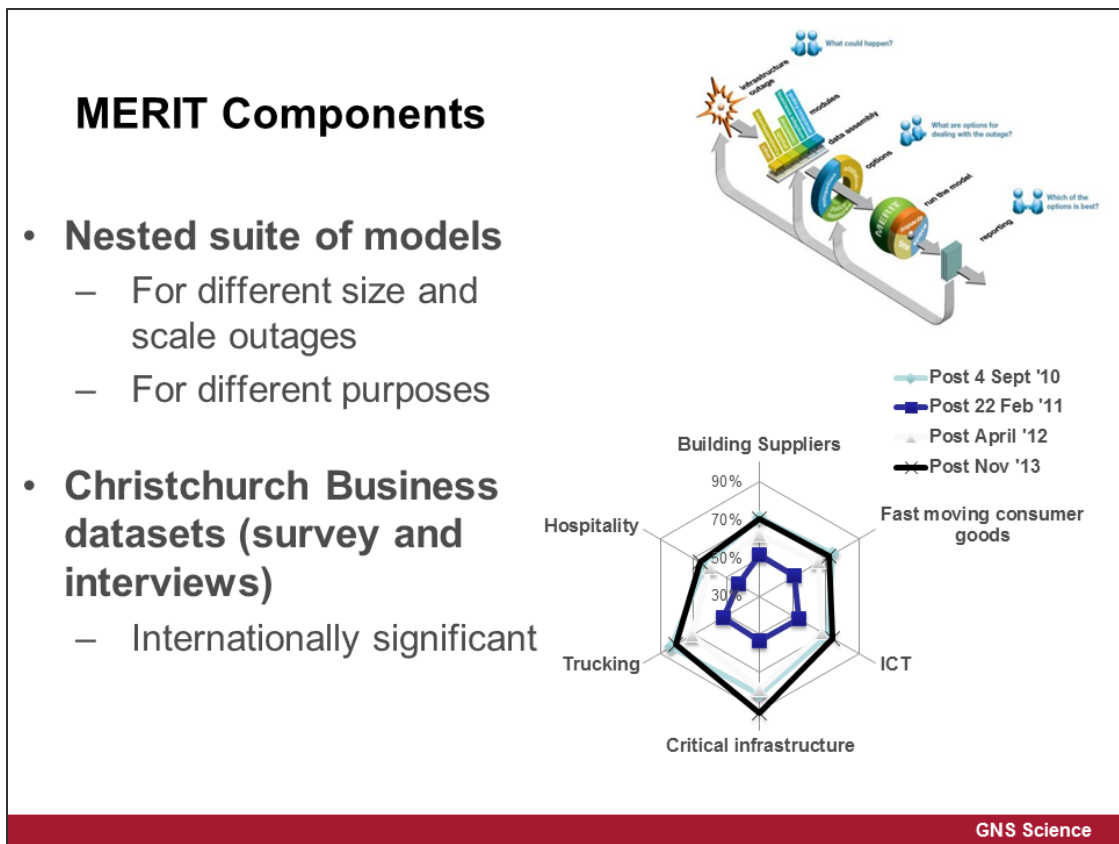 MERIT Components
• Nested suite of models
– For different size and
scale outages
– For different purposes
• Christchurch Business
datasets (survey and
interviews)
– Internationally significant
What could happen?
infrastructure
outage
modules
data assembly
What are options for
dealing with the outage?
options
run the model
MERIT
Which of the
options is best?
reporting
Post 4 Sept '10
Post 22 Feb '11
Post April '12
Post Nov '13
Building Suppliers
90%
70%
50%
30%
Hospitality
Fast moving consumer
goods
Trucking
ICT
Critical infrastructure
GNS Science